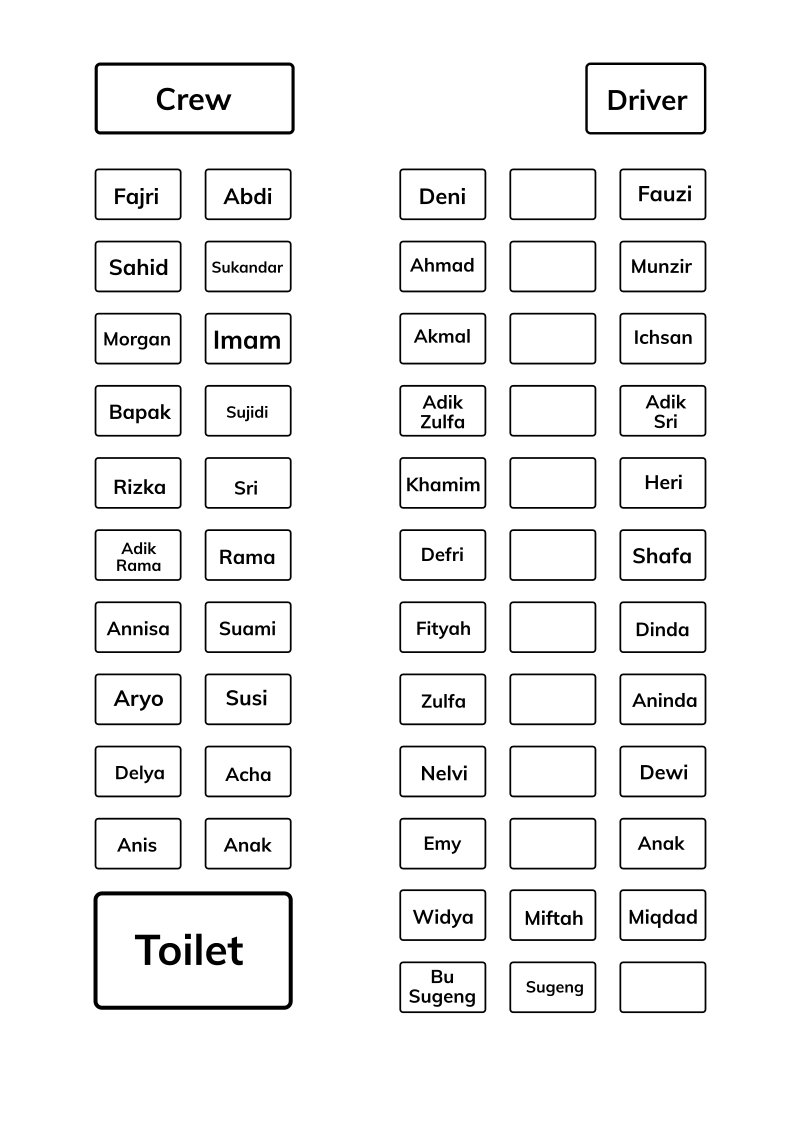 Crew
Driver
Fajri
Abdi
Deni
Fauzi
Sahid
Sukandar
Ahmad
Munzir
Morgan
Imam
Akmal
Ichsan
Bapak
Sujidi
Adik
Zulfa
Adik
Sri
Rizka
Sri
Khamim
Heri
Adik
Rama
Rama
Defri
Shafa
Annisa
Suami
Fityah
Dinda
Aryo
Susi
Zulfa
Aninda
Delya
Acha
Nelvi
Dewi
Anis
Anak
Emy
Anak
Toilet
Widya
Miftah
Miqdad
Bu
Sugeng
Sugeng